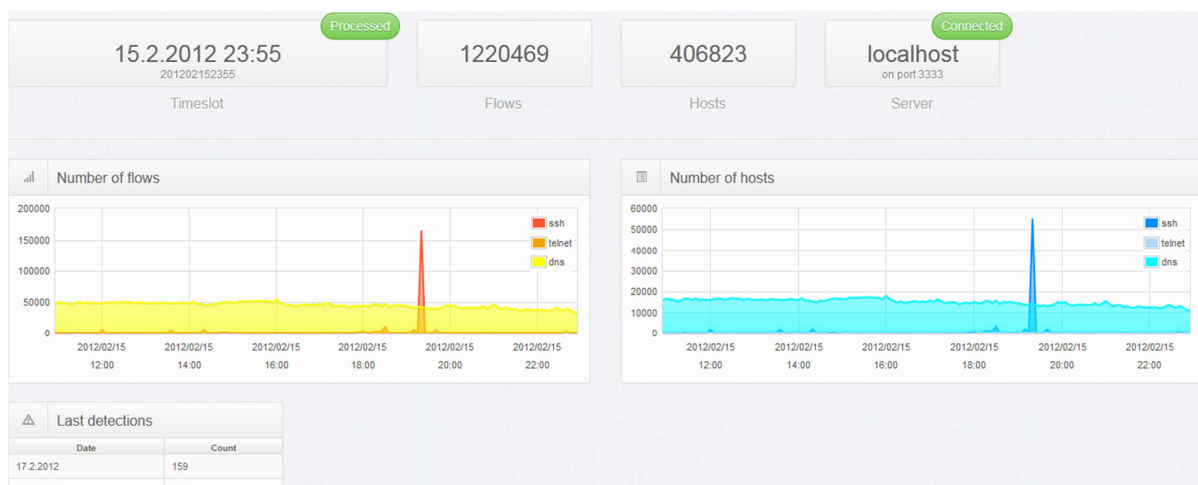 Processed
Connected
15.2.2012 23:55
201202152355
1220469
406823
localhost
on port 3333
Timeslot
Flows
Hosts
Server
Number of flows
200000
150000
100000
50000
0
ssh
telnet
dns
2012/02/15 2012/02/15 2012/02/15 2012/02/15 2012/02/15 2012/02/15
12:00 14:00 16:00 18:00 20:00 22:00
Number of hosts
60000
50000
40000
30000
20000
10000
0
ssh
telnet
dns
2012/02/15 2012/02/15 2012/02/15 2012/02/15 2012/02/15 2012/02/15
12:00 14:00 16:00 18:00 20:00 22:00
Last detections
Date Count
17.2.2012 159